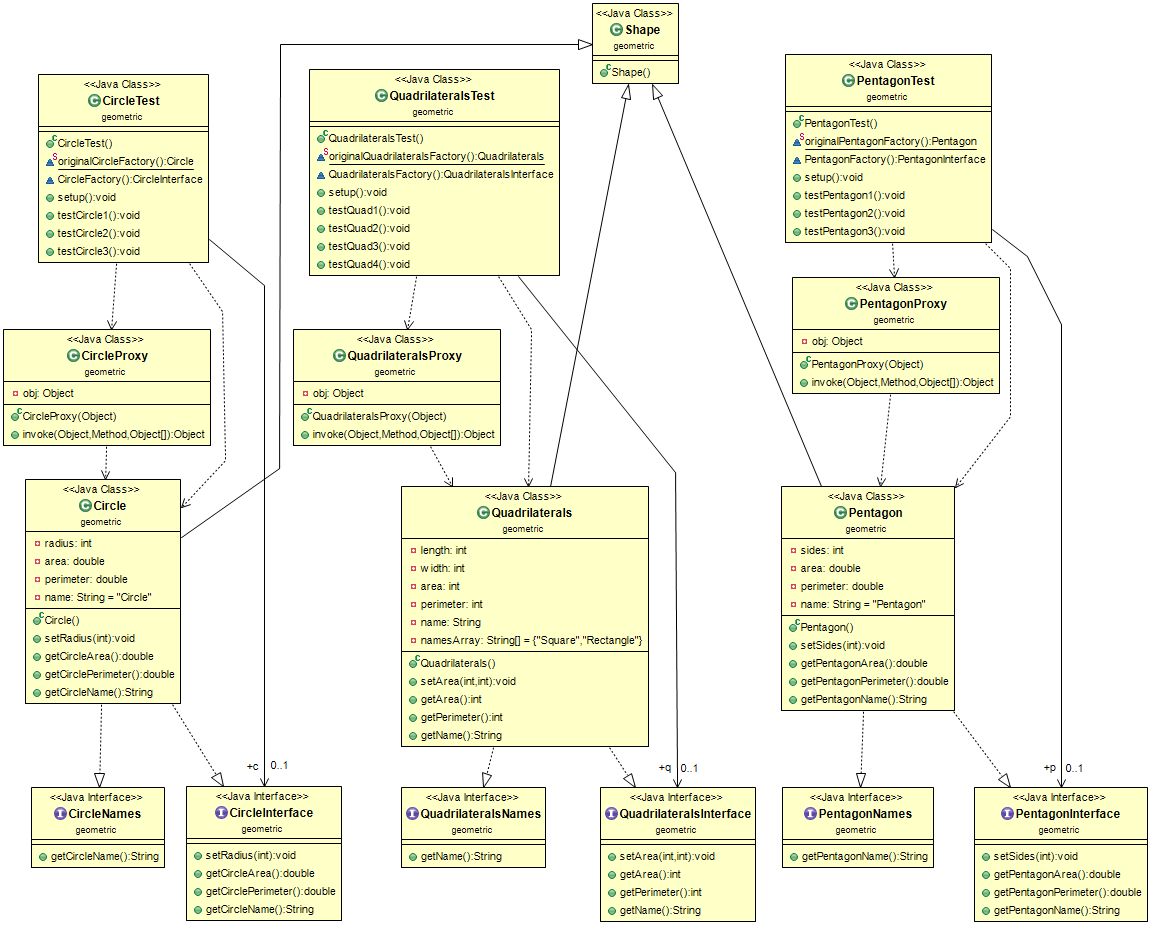 <<Java Class>>
Shape
geometric
Shape()
<<Java Class>>
CircleTest
geometric
CircleTest()
originalCircleFactory():Circle
CircleFactory():CircleInterface
setup():void
testCircle1():void
testCircle2():void
testCircle3():void
<<Java Class>>
QuadrilateralsTest
geometric
QuadrilateralsTest()
originalQuadrilateralsFactory():Quadrilaterals
QuadrilateralsFactory():QuadrilateralsInterface
setup():void
testQuad1():void
testQuad2():void
testQuad3():void
testQuad4():void
<<Java Class>>
PentagonTest
geometric
PentagonTest()
originalPentagonFactory():Pentagon
PentagonFactory():PentagonInterface
setup():void
testPentagon1():void
testPentagon2():void
testPentagon3():void
<<Java Class>>
CircleProxy
geometric
obj: Object
CircleProxy(Object)
invoke(Object,Method,Object[]):Object
<<Java Class>>
QuadrilateralsProxy
geometric
obj: Object
QuadrilateralsProxy(Object)
invoke(Object,Method,Object[]):Object
<<Java Class>>
PentagonProxy
geometric
obj: Object
PentagonProxy(Object)
invoke(Object,Method,Object[]):Object
<<Java Class>>
Circle
geometric
radius: int
area: double
perimeter: double
name: String = "Circle"
Circle()
setRadius(int):void
getCircleArea():double
getCirclePerimeter():double
getCircleName():String
<<Java Class>>
Quadrilaterals
geometric
length: int
width: int
area: int
perimeter: int
name: String
namesArray: String[] = {"Square","Rectangle"}
Quadrilaterals()
setArea(int,int):void
getArea():int
getPerimeter():int
getName():String
<<Java Class>>
Pentagon
geometric
sides: int
area: double
perimeter: double
name: String = "Pentagon"
Pentagon()
setSides(int):void
getPentagonArea():double
getPentagonPerimeter():double
getPentagonName():String
+c 0..1
+q 0..1
+p 0..1
<<Java Interface>>
CircleNames
geometric
getCircleName():String
<<Java Interface>>
CircleInterface
geometric
setRadius(int):void
getCircleArea():double
getCirclePerimeter():double
getCircleName():String
<<Java Interface>>
QuadrilateralsNames
geometric
getName():String
<<Java Interface>>
QuadrilateralsInterface
geometric
setArea(int,int):void
getArea():int
getPerimeter():int
getName():String
<<Java Interface>>
PentagonNames
geometric
getPentagonName():String
<<Java Interface>>
PentagonInterface
geometric
setSides(int):void
getPentagonArea():double
getPentagonPerimeter():double
getPentagonName():String